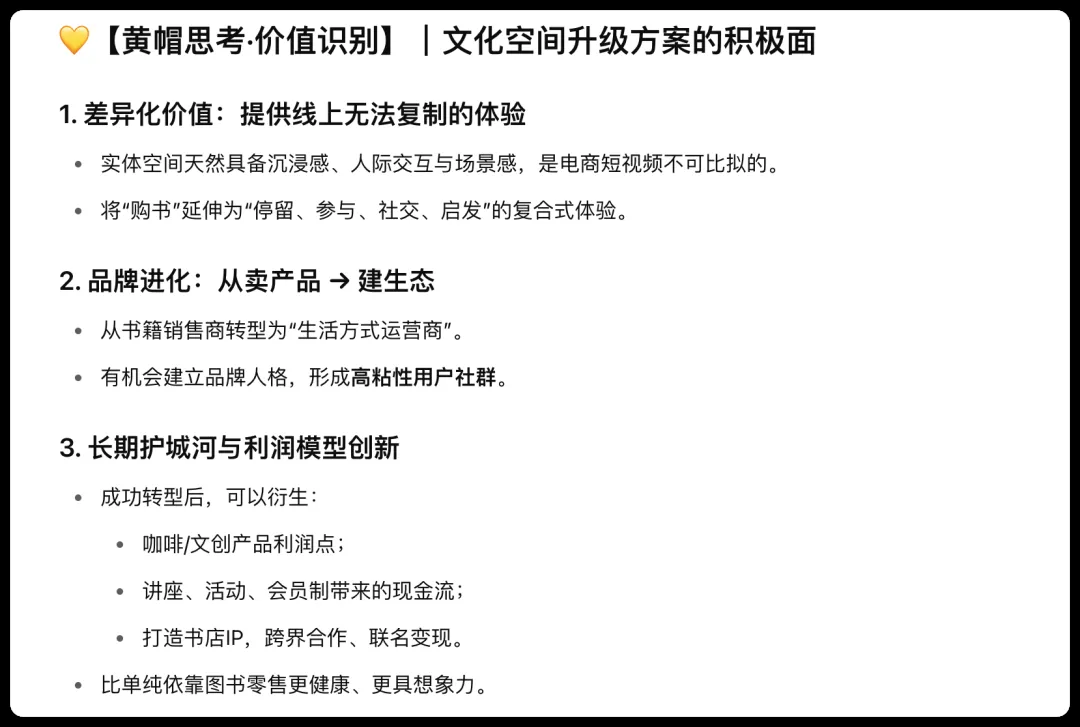 💛【黄帽思考·价值识别】｜文化空间升级方案的积极面
1. 差异化价值：提供线上无法复制的体验
• 实体空间天然具备沉浸感、人际交互与场景感，是电商短视频不可比拟的。
• 将“购书”延伸为“停留、参与、社交、启发”的复合式体验。
2. 品牌进化：从卖产品 → 建生态
• 从书籍销售商转型为“生活方式运营商”。
• 有机会建立品牌人格，形成高粘性用户社群。
3. 长期护城河与利润模型创新
• 成功转型后，可以衍生：
• 咖啡/文创产品利润点；
• 讲座、活动、会员制带来的现金流；
• 打造书店IP，跨界合作、联名变现。
• 比单纯依靠图书零售更健康、更具想象力。